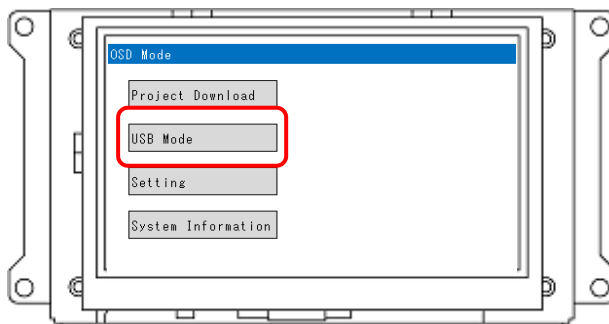 OSD Mode
Project Download
USB Mode
Setting
System Information